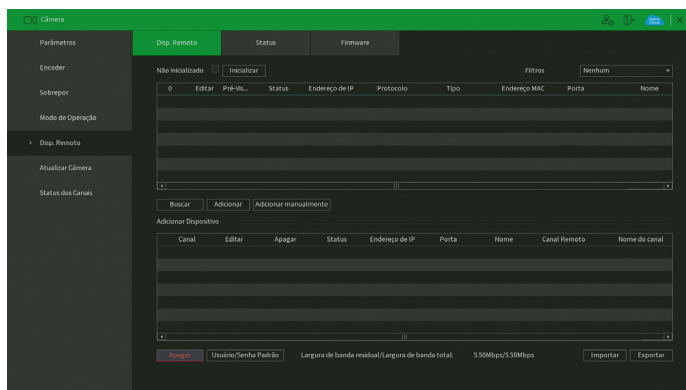 Câmera
Parâmetros
Encoder
Sobrepor
Modo de Operação
> Disp. Remoto
Atualizar Câmera
Status dos Canais
Disp. Remoto Status Firmware
Não inicializado Inicializar Filtros Nenhum
0 Editar Pré-Vis... Status Endereço de IP Protocolo Tipo Endereço MAC Porta Nome
Buscar Adicionar Adicionar manualmente
Adicionar Dispositivo
Canal Editar Apagar Status Endereço de IP Porta Nome Canal Remoto Nome do canal
Apagar Usuário/Senha Padrão Largura de banda residual/Largura de banda total: 5.50Mbps/5.50Mbps Importar Exportar